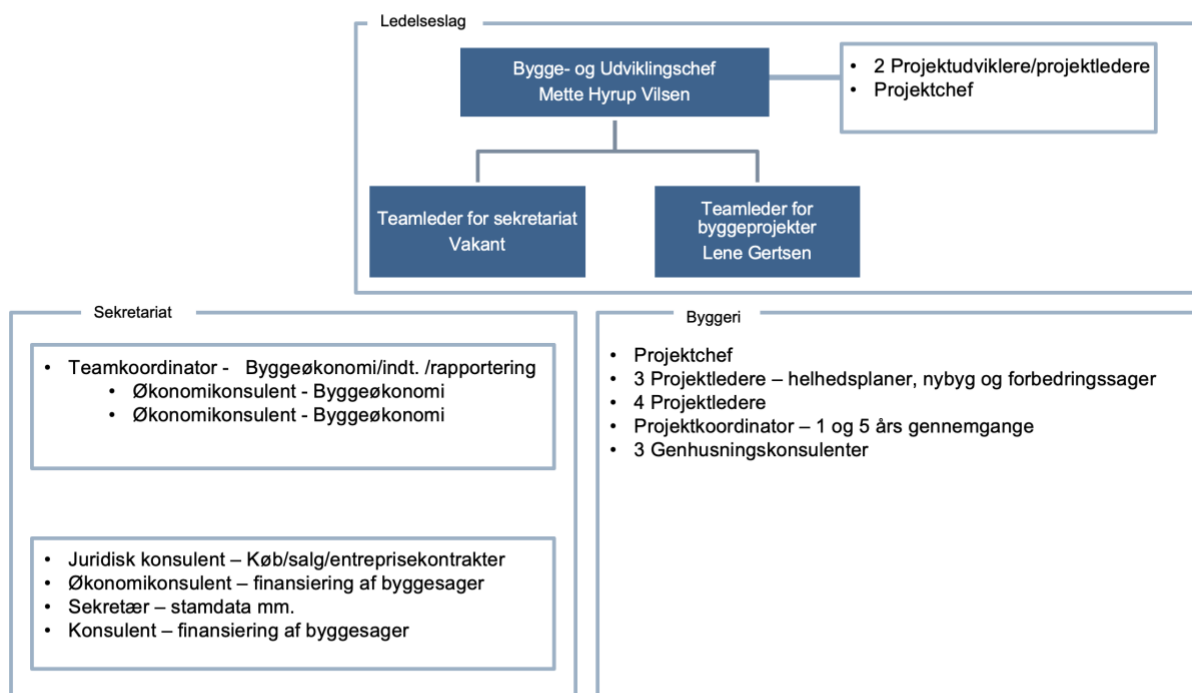 Ledelseslag
Bygge- og Udviklingschef
Mette Hyrup Vilsen
• 2 Projektudviklere/projektledere
• Projektchef
Teamleder for sekretariat
Vakant
Teamleder for
byggeprojekter
Lene Gertsen
Sekretariat
• Teamkoordinator - Byggeøkonomi/indt. /rapportering
• Økonomikonsulent - Byggeøkonomi
• Økonomikonsulent - Byggeøkonomi
• Juridisk konsulent – Køb/salg/entreprisekontrakter
• Økonomikonsulent – finansiering af byggesager
• Sekretær – stamdata mm.
• Konsulent – finansiering af byggesager
Byggeri
• Projektchef
• 3 Projektledere – helhedsplaner, nybyg og forbedringssager
• 4 Projektledere
• Projektkoordinator – 1 og 5 års gennemgange
• 3 Genhusningskonsulenter